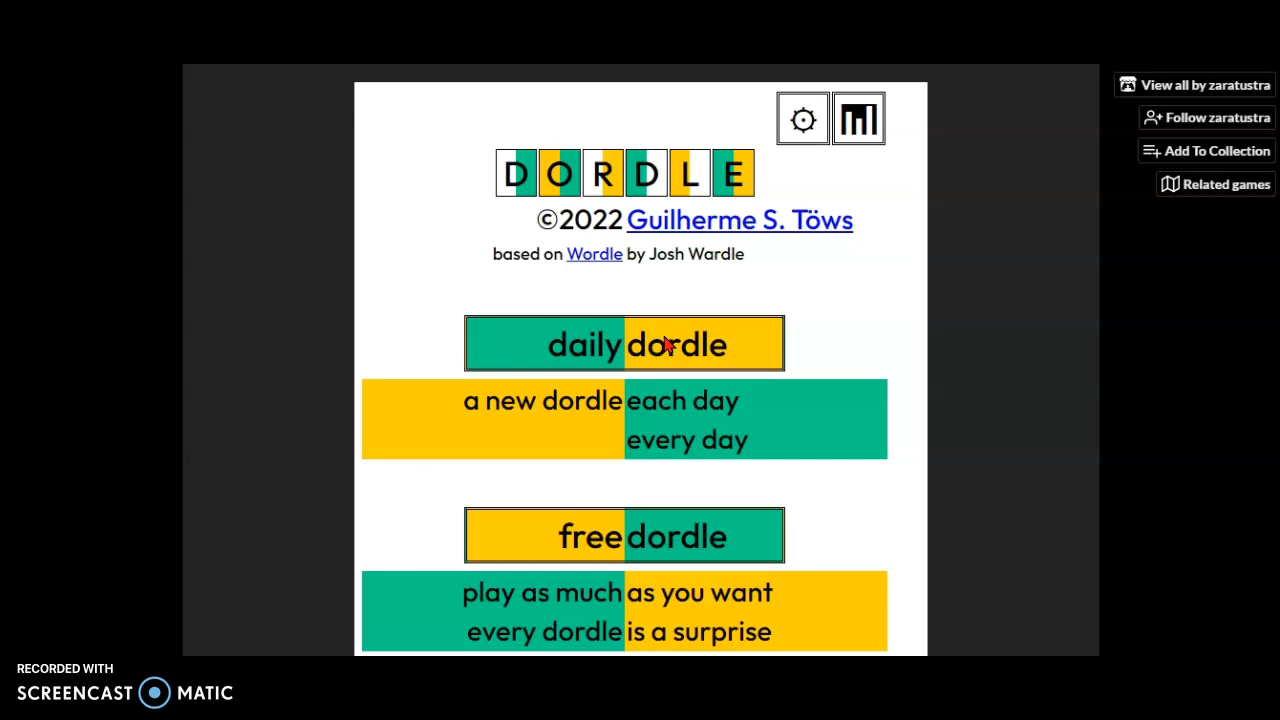 View all by zaratustra
Follow zaratustra
Add To Collection
Related games
DORDLE
©2022 Guilherme S. Töws
based on Wordle by Josh Wardle
daily dordle
a new dordle each day
every day
free dordle
play as much as you want
every dordle is a surprise
RECORDED WITH
SCREENCAST MATIC